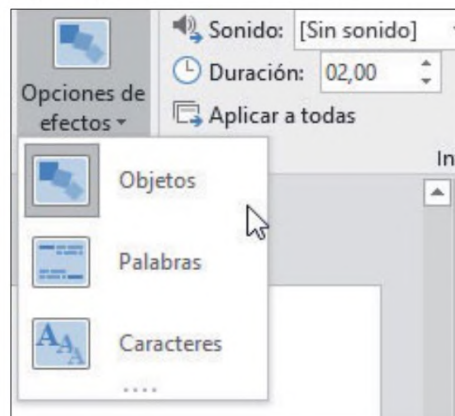 Sonido: [Sin sonido]
Duración: 02,00
Aplicar a todas
Opciones de
efectos
In
Objetos
Palabras
Caracteres